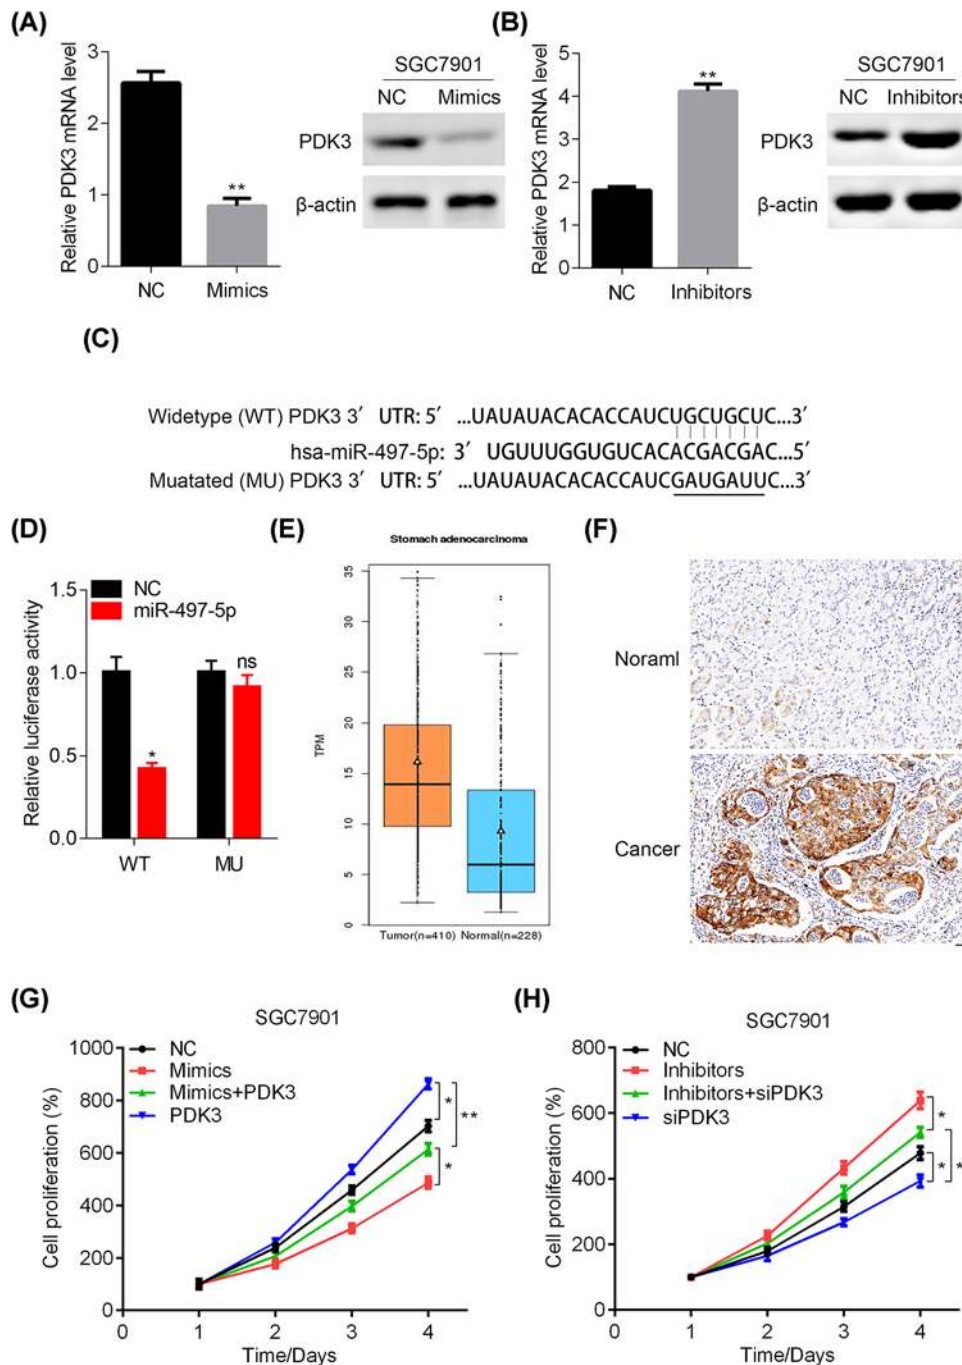 (A)
Relative PDK3 mRNA level
3
2
1
0
**
NC
Mimics
SGC7901
NC Mimics
PDK3
β-actin
(B)
Relative PDK3 mRNA level
5
4
3
2
1
0
**
NC
Inhibitors
SGC7901
NC Inhibitors
PDK3
β-actin
(C)
Widetype (WT) PDK3 3′ UTR: 5′ ...UAUAUACACACCAUCUGCUGCUC...3′
hsa-miR-497-5p: 3′ UGUUUGGUGUCACACGACGAC...5′
Muatated (MU) PDK3 3′ UTR: 5′ ...UAUAUACACACCAUCGAUGAUUC...3′
(D)
NC
miR-497-5p
Relative luciferase activity
1.5
1.0
0.5
0.0
*
ns
WT
MU
(E)
Stomach adenocarcinoma
TPM
35
30
25
20
15
10
5
0
Tumor(n=410) Normal(n=228)
(F)
Noraml
Cancer
(G)
SGC7901
NC
Mimics
Mimics+PDK3
PDK3
Cell proliferation (%)
1000
800
600
400
200
0
*
**
*
0 1 2 3 4
Time/Days
(H)
SGC7901
NC
Inhibitors
Inhibitors+siPDK3
siPDK3
Cell proliferation (%)
800
600
400
200
0
*
*
*
0 1 2 3 4
Time/Days